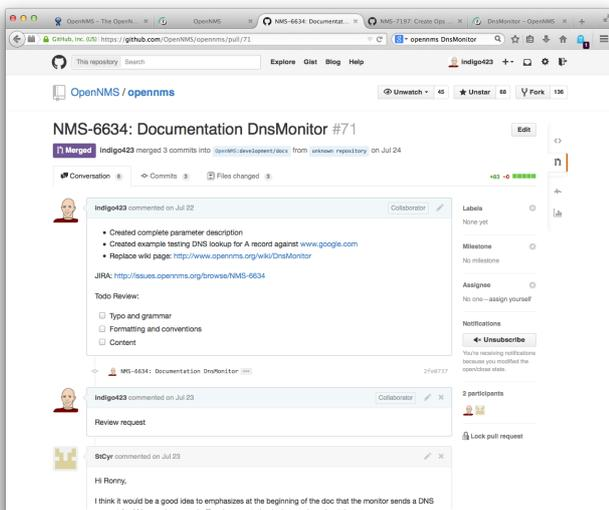 OpenNMS – The OpenN...
OpenNMS
NMS-6634: Documentat...
NMS-7197: Create Ops ...
DnsMonitor – OpenNMS
GitHub, Inc. (US)
https://github.com/OpenNMS/opennms/pull/71
opennms DnsMonitor
This repository
Search
Explore Gist Blog Help
indigo423
OpenNMS / opennms
Unwatch 45
Unstar 68
Fork 136
NMS-6634: Documentation DnsMonitor #71
Edit
Merged indigo423 merged 3 commits into OpenNMS:development/docs from unknown repository on Jul 24
Conversation 6
Commits 3
Files changed 3
+83 -0
indigo423 commented on Jul 22
Collaborator
Created complete parameter description
Created example testing DNS lookup for A record against www.google.com
Replace wiki page: http://www.opennms.org/wiki/DnsMonitor
JIRA: http://issues.opennms.org/browse/NMS-6634
Todo Review:
Typo and grammar
Formatting and conventions
Content
NMS-6634: Documentation DnsMonitor
indigo423 commented on Jul 23
Collaborator
Review request
StCyr commented on Jul 23
Hi Ronny,
I think it would be a good idea to emphasizes at the beginning of the doc that the monitor sends a DNS
Labels
None yet
Milestone
No milestone
Assignee
No one—assign yourself
Notifications
Unsubscribe
You're receiving notifications
because you modified the
open/close state.
2 participants
Lock pull request